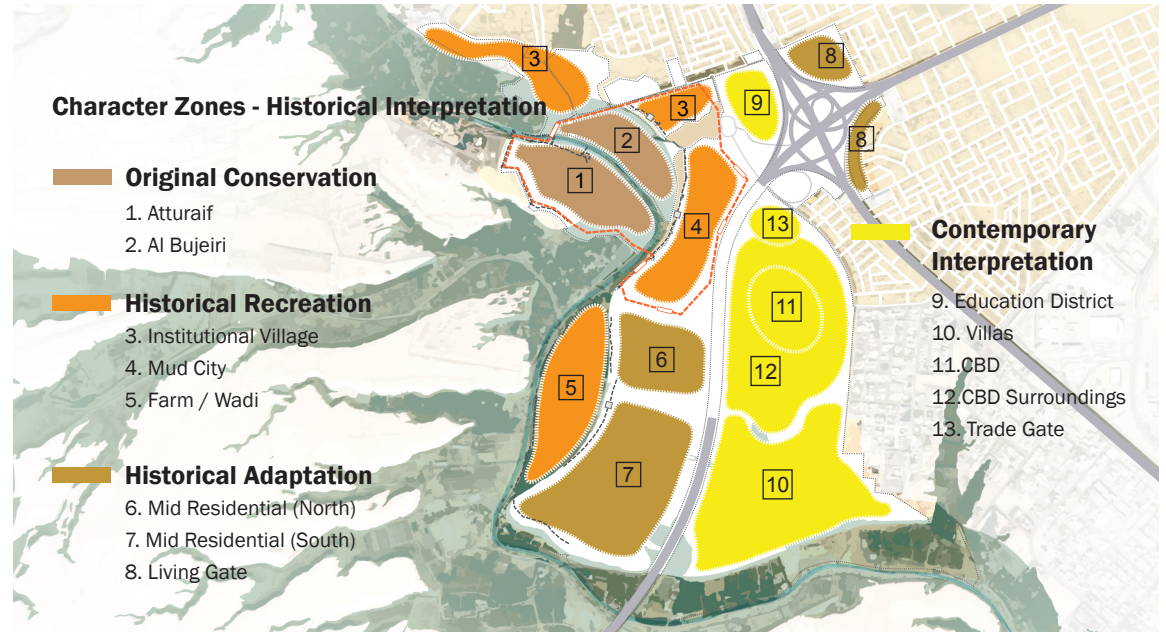 Character Zones - Historical Interpretation
Original Conservation
1. Atturaif
2. Al Bujeiri
Historical Recreation
3. Institutional Village
4. Mud City
5. Farm / Wadi
Historical Adaptation
6. Mid Residential (North)
7. Mid Residential (South)
8. Living Gate
Contemporary
Interpretation
9. Education District
10. Villas
11.CBD
12.CBD Surroundings
13. Trade Gate
3
8
3
9
2
8
1
4
13
11
6
12
5
7
10